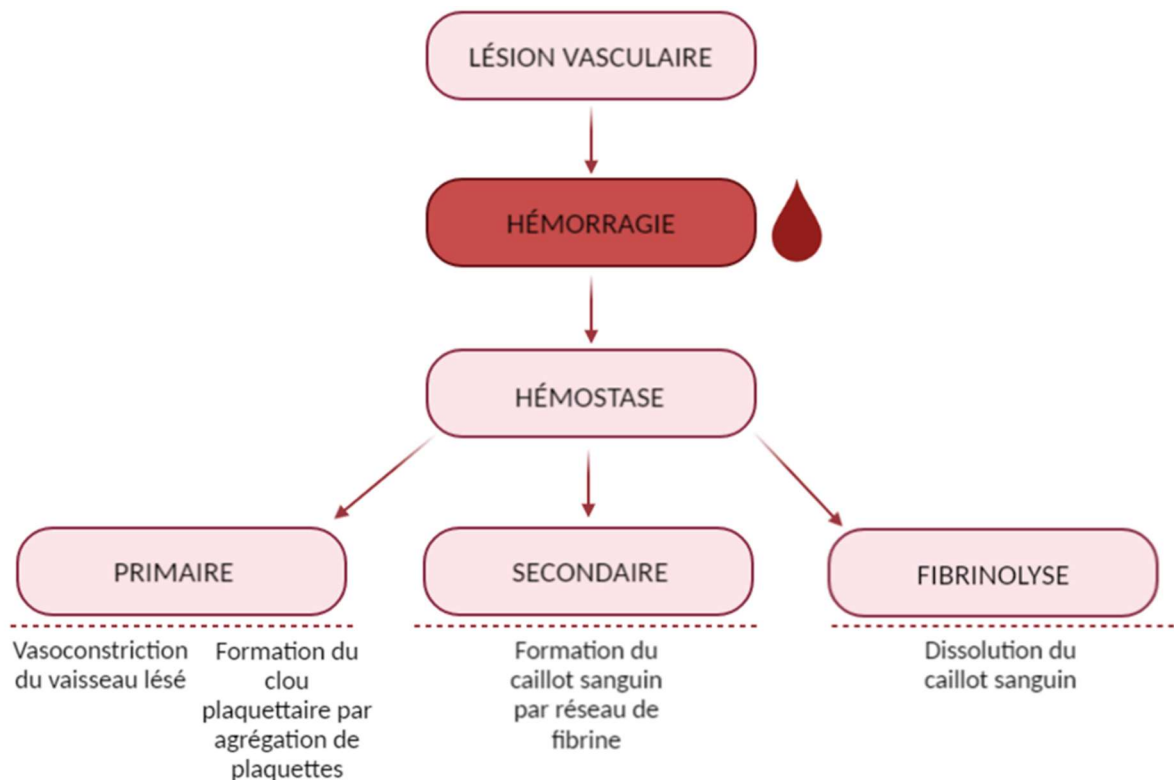 LÉSION VASCULAIRE
HÉMORRAGIE
HÉMOSTASE
PRIMAIRE
Vasoconstriction
du vaisseau lésé
Formation du
clou
plaquettaire par
agrégation de
plaquettes
SECONDAIRE
Formation du
caillot sanguin
par réseau de
fibrine
FIBRINOLYSE
Dissolution du
caillot sanguin